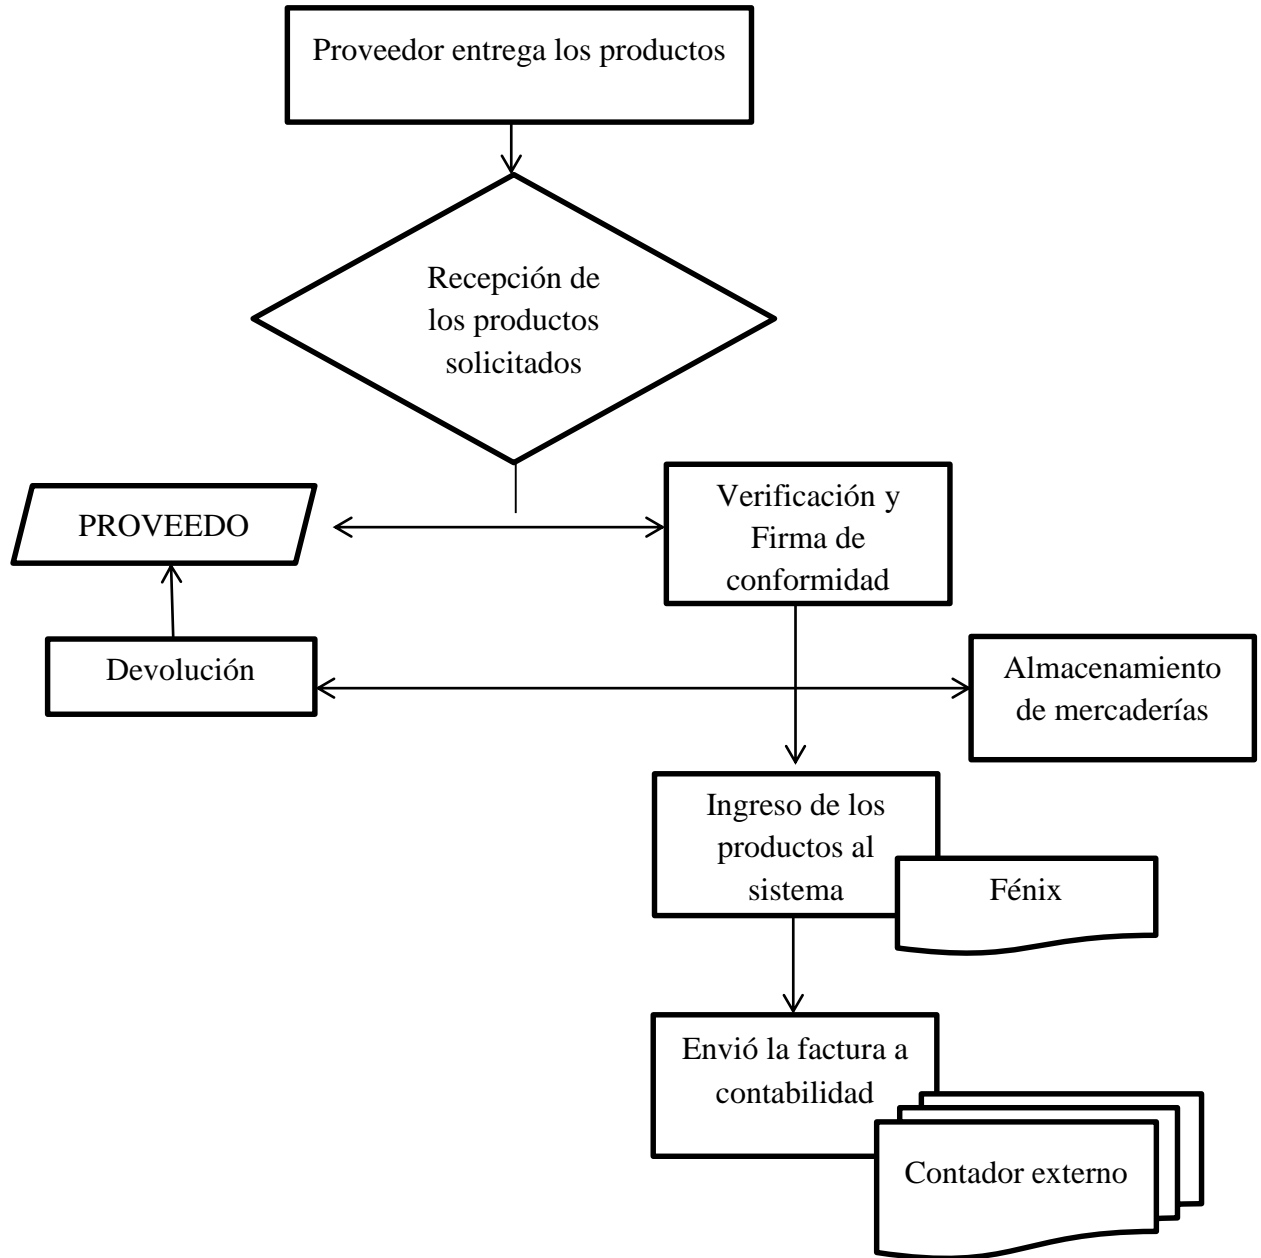 Proveedor entrega los productos
Recepción de
los productos
solicitados
PROVEEDO
Verificación y
Firma de
conformidad
Devolución
Almacenamiento
de mercaderías
Ingreso de los
productos al
sistema
Fénix
Envió la factura a
contabilidad
Contador externo